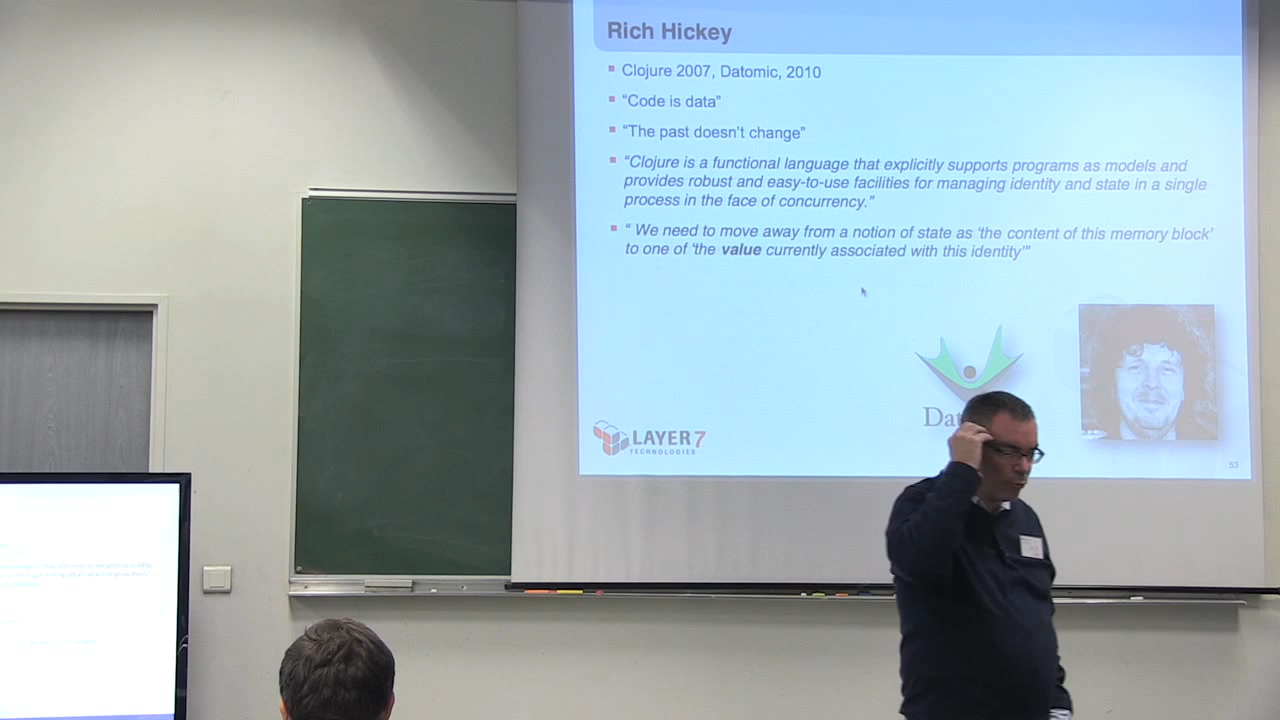 Rich Hickey
Clojure 2007, Datomic, 2010
“Code is data”
“The past doesn’t change”
“Clojure is a functional language that explicitly supports programs as models and
provides robust and easy-to-use facilities for managing identity and state in a single
process in the face of concurrency.”
“ We need to move away from a notion of state as ‘the content of this memory block’
to one of ‘the value currently associated with this identity’”
Dat
LAYER 7
TECHNOLOGIES
53